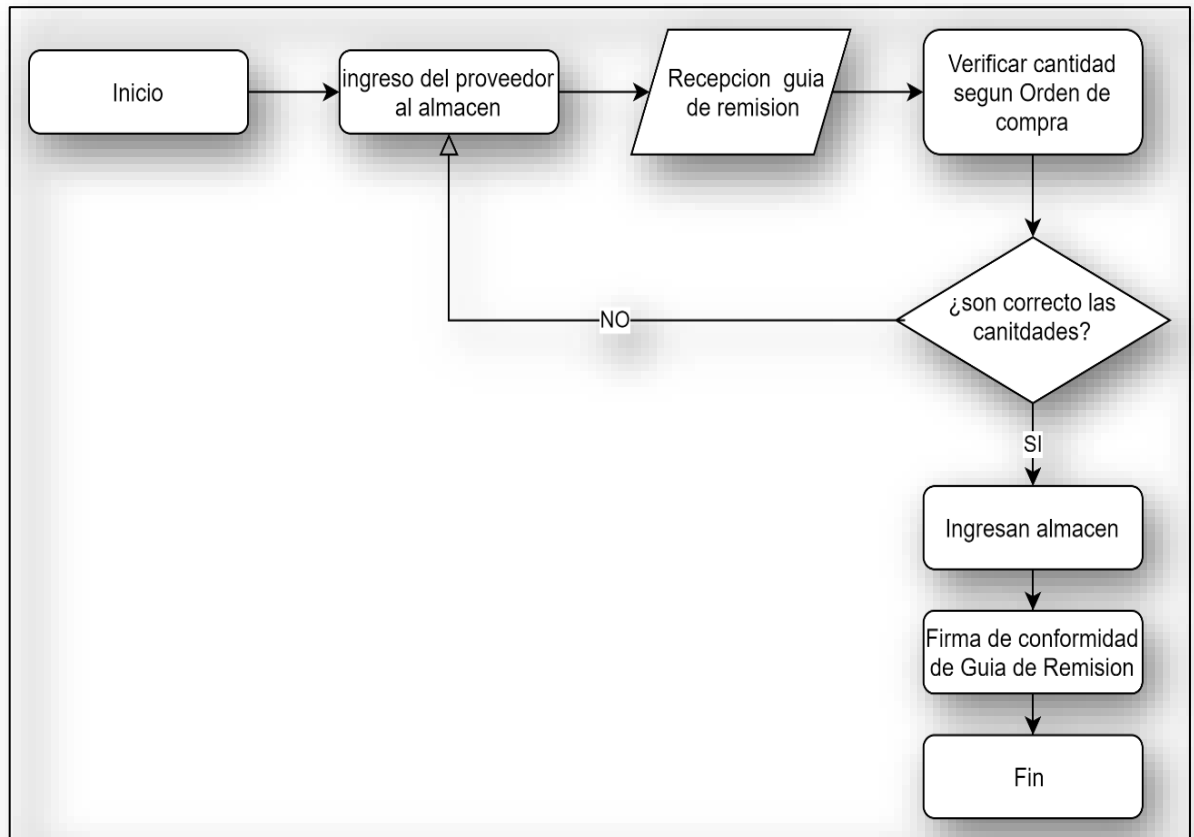 Inicio
ingreso del proveedor
al almacen
Recepcion guia
de remision
Verificar cantidad
segun Orden de
compra
¿son correcto las
canitdades?
NO
SI
Ingresan almacen
Firma de conformidad
de Guia de Remision
Fin